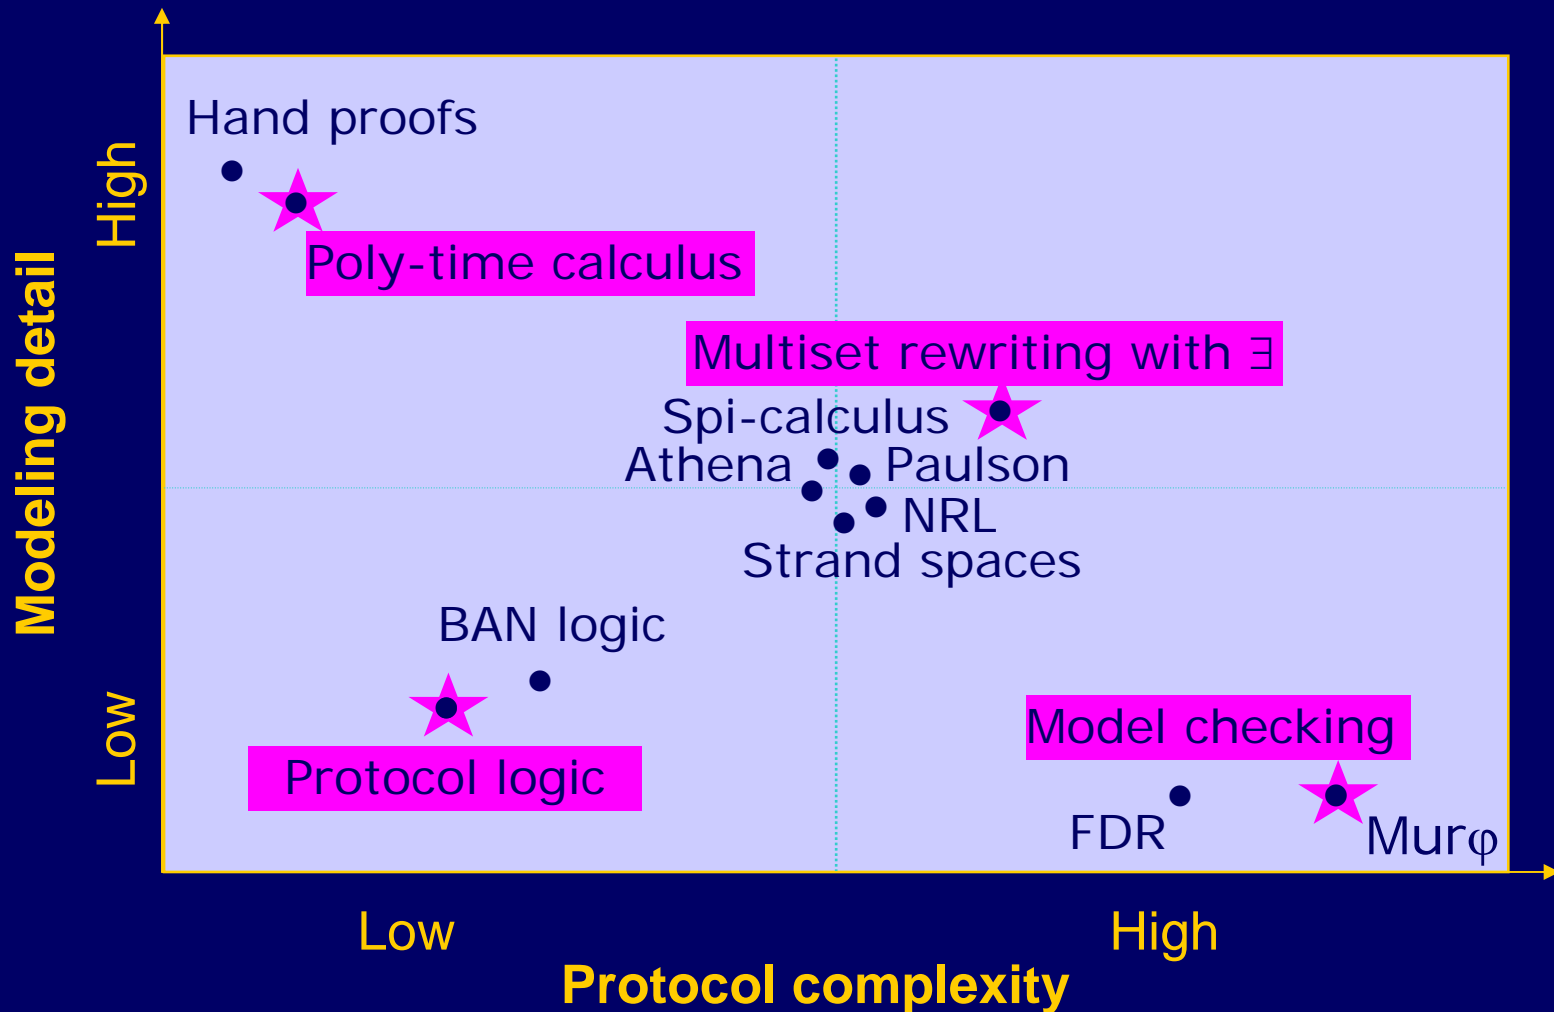 Hand proofs
High
Poly-time calculus
Modeling detail
Multiset rewriting with ∃
Spi-calculus
Athena
Paulson
NRL
Strand spaces
BAN logic
Low
Protocol logic
Model checking
FDR
Murφ
Low
High
Protocol complexity